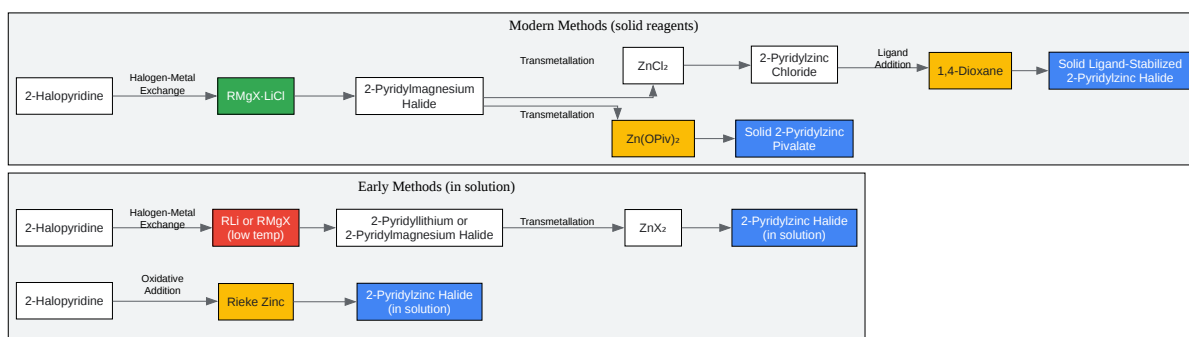 Modern Methods (solid reagents)
2-Halopyridine
Halogen-Metal
Exchange
RMgX·LiCl
2-Pyridylmagnesium
Halide
Transmetallation
ZnCl₂
2-Pyridylzinc
Chloride
Ligand
Addition
1,4-Dioxane
Solid Ligand-Stabilized
2-Pyridylzinc Halide
Transmetallation
Zn(OPiv)₂
Solid 2-Pyridylzinc
Pivalate
Early Methods (in solution)
2-Halopyridine
Halogen-Metal
Exchange
RLi or RMgX
(low temp)
2-Pyridyllithium or
2-Pyridylmagnesium Halide
Transmetallation
ZnX₂
2-Pyridylzinc Halide
(in solution)
2-Halopyridine
Oxidative
Addition
Rieke Zinc
2-Pyridylzinc Halide
(in solution)